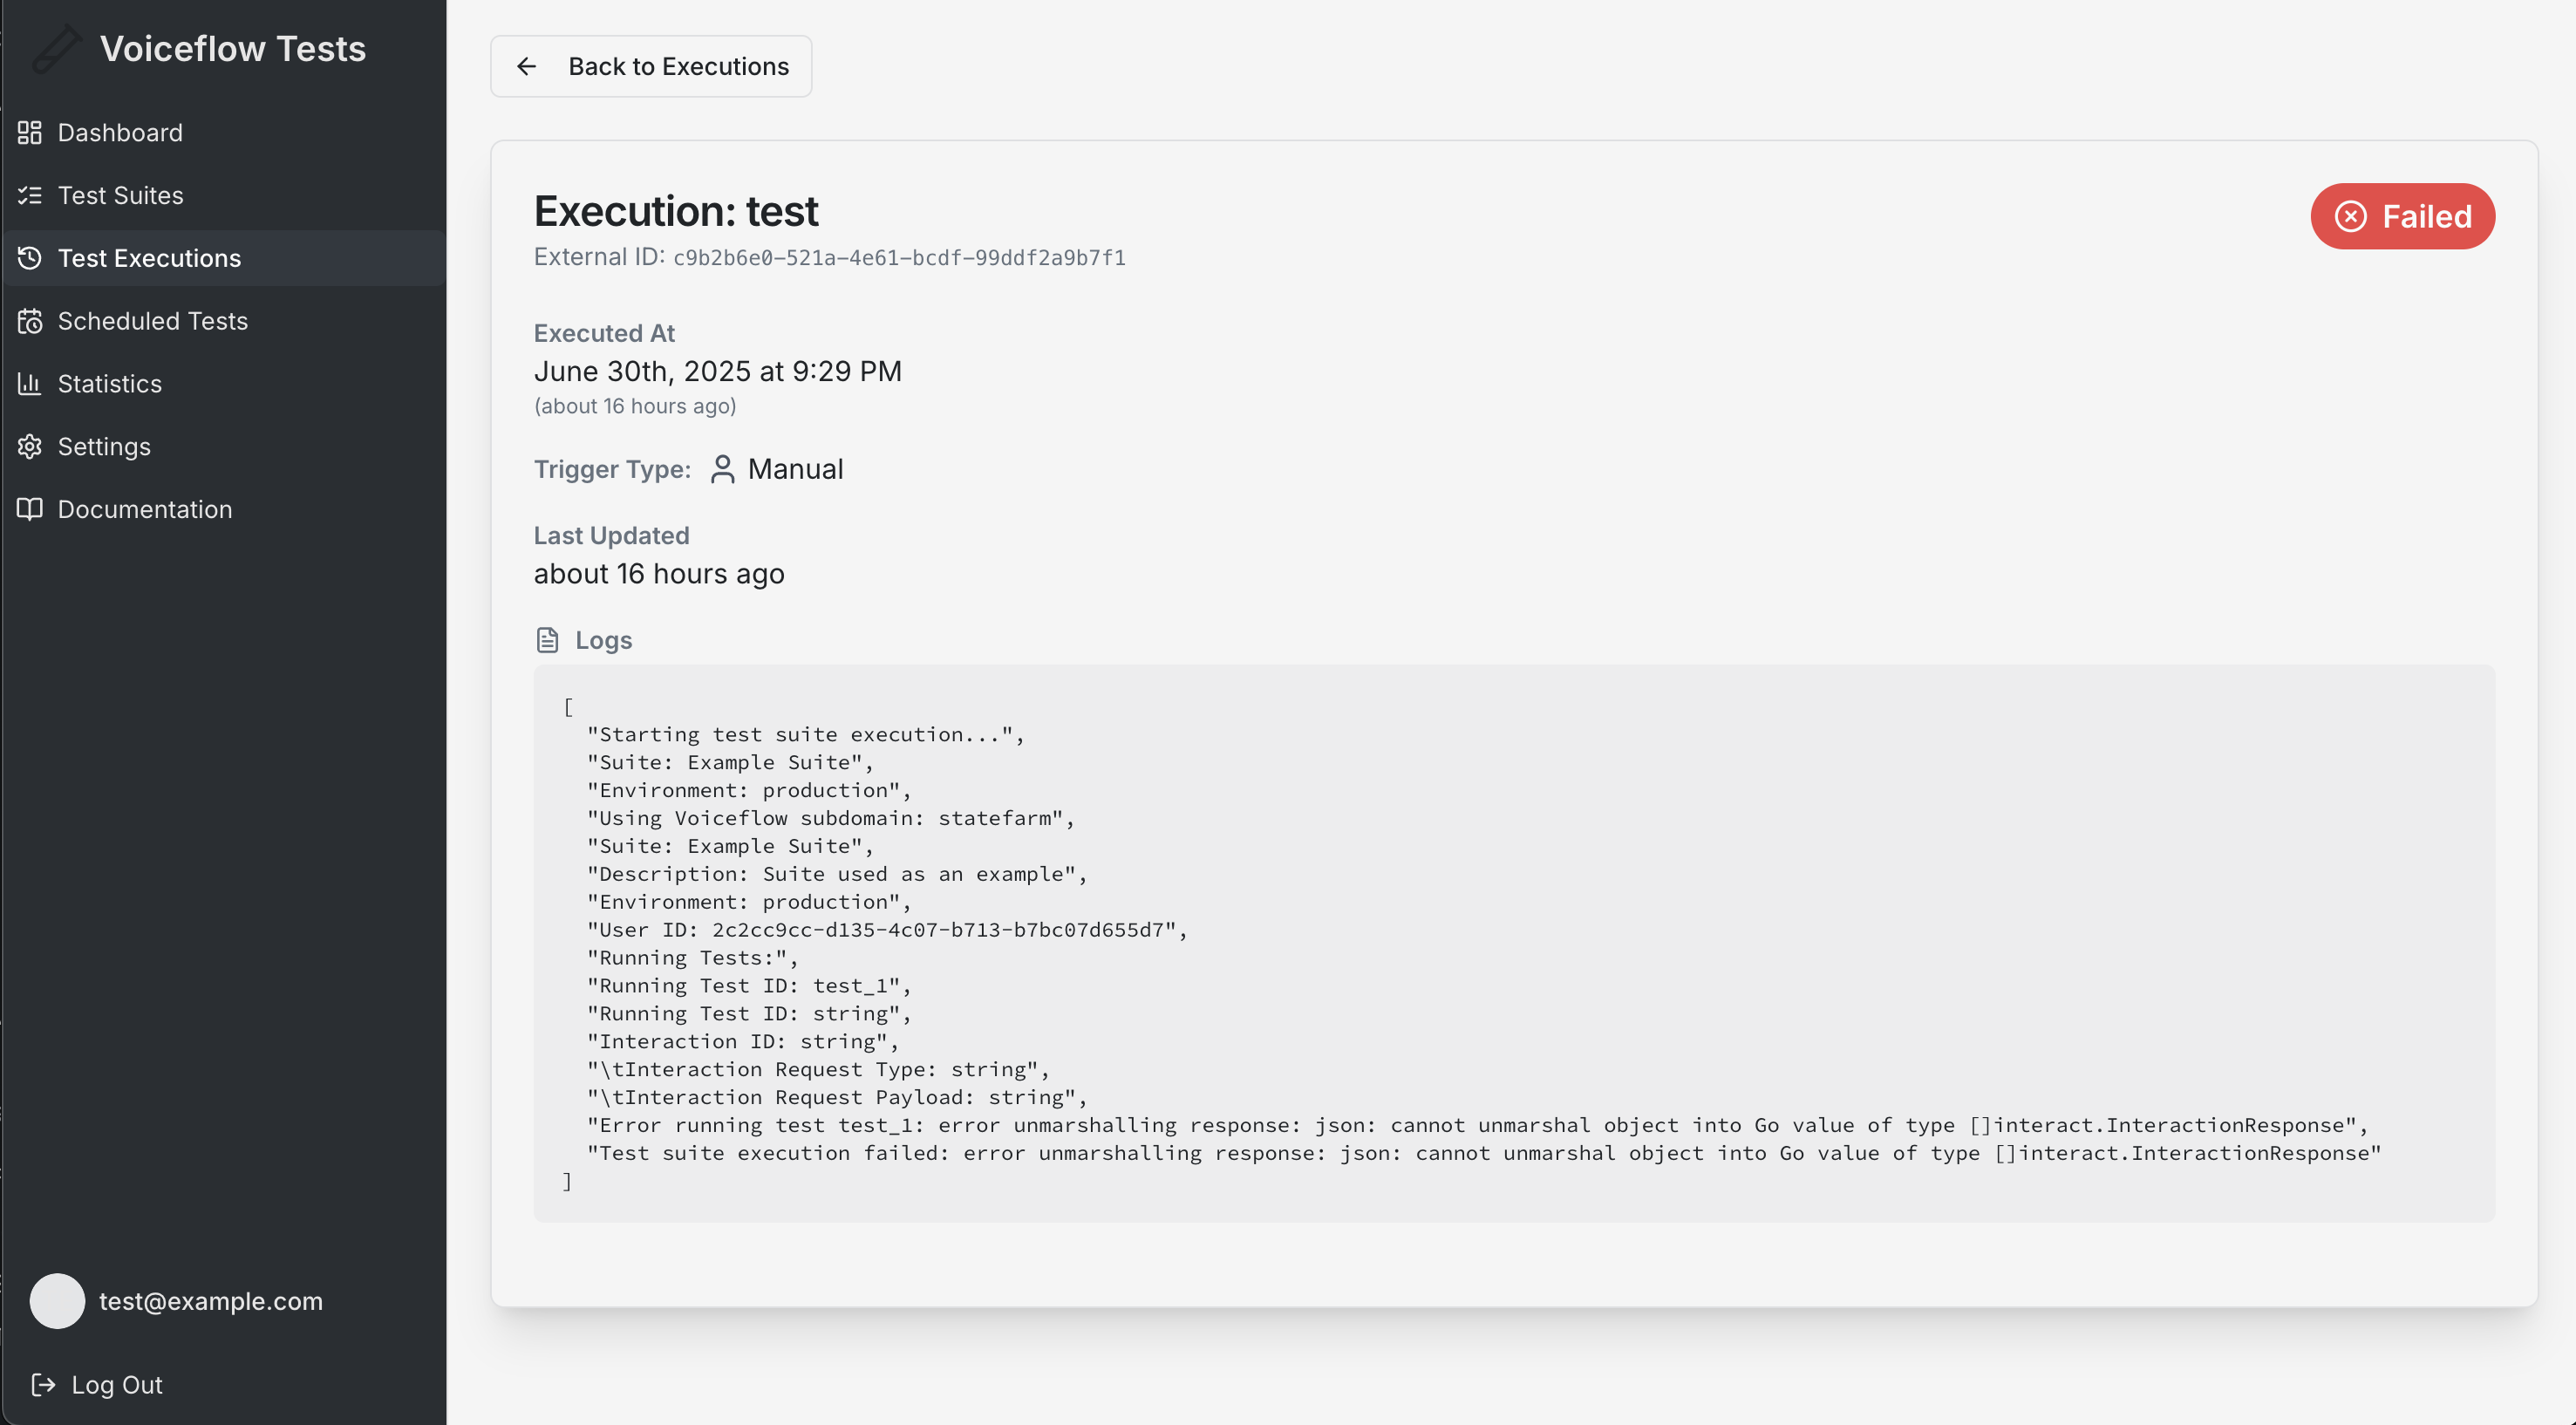 Voiceflow Tests
Dashboard
Test Suites
Test Executions
Scheduled Tests
Statistics
Settings
Documentation
test@example.com
Log Out
Back to Executions
Execution: test
Failed
External ID: c9b2b6e0-521a-4e61-bcdf-99ddf2a9b7f1
Executed At
June 30th, 2025 at 9:29 PM
(about 16 hours ago)
Trigger Type: Manual
Last Updated
about 16 hours ago
Logs
[
"Starting test suite execution...",
"Suite: Example Suite",
"Environment: production",
"Using Voiceflow subdomain: statefarm",
"Suite: Example Suite",
"Description: Suite used as an example",
"Environment: production",
"User ID: 2c2cc9cc-d135-4c07-b713-b7bc07d655d7",
"Running Tests:",
"Running Test ID: test_1",
"Running Test ID: string",
"Interaction ID: string",
"\tInteraction Request Type: string",
"\tInteraction Request Payload: string",
"Error running test test_1: error unmarshalling response: json: cannot unmarshal object into Go value of type []interact.InteractionResponse",
"Test suite execution failed: error unmarshalling response: json: cannot unmarshal object into Go value of type []interact.InteractionResponse"
]